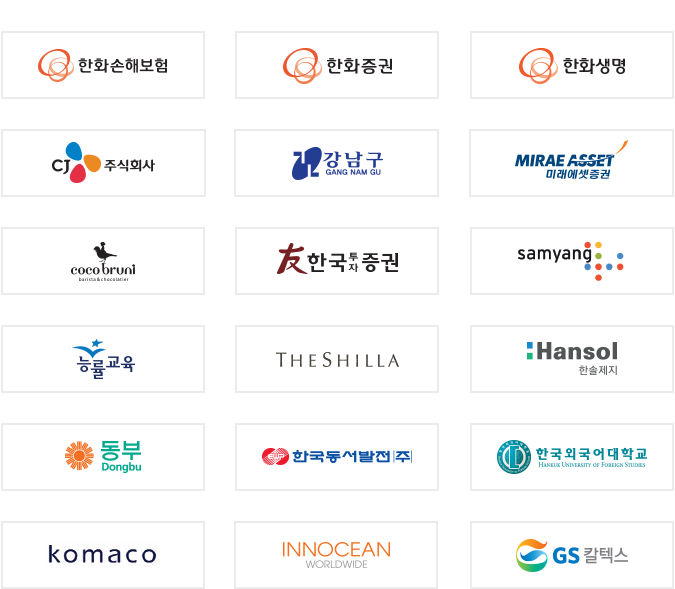 한화손해보험
한화증권
한화생명
CJ 주식회사
강남구
GANG NAM GU
MIRAE ASSET
미래에셋증권
coco bruni
barista & chocolatier
友 한국투자증권
samyang
능률교육
THE SHILLA
Hansol
한솔제지
동부
Dongbu
한국동서발전(주)
한국외국어대학교
HANKUK UNIVERSITY OF FOREIGN STUDIES
komaco
INNOCEAN
WORLDWIDE
GS 칼텍스